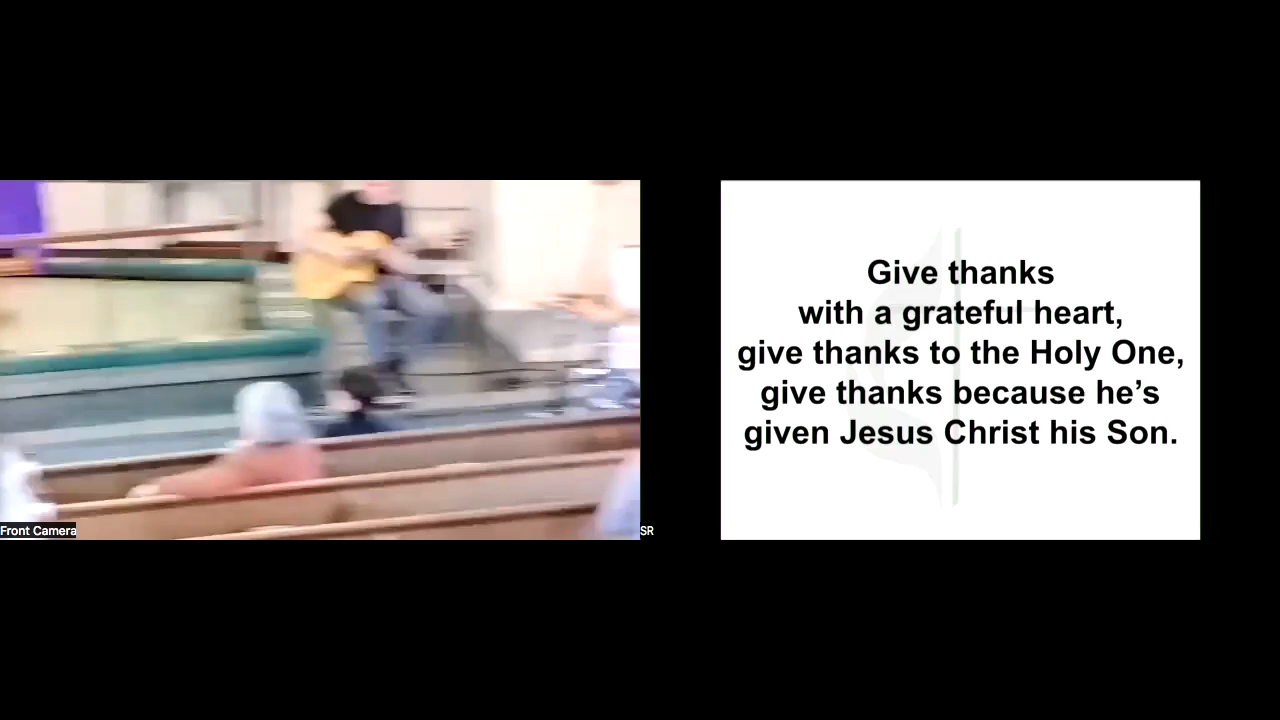 Give thanks
with a grateful heart,
give thanks to the Holy One,
give thanks because he's
given Jesus Christ his Son.
Front Camera
SR